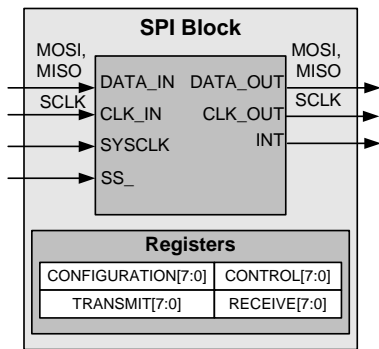 SPI Block
MOSI,
MISO
SCLK
DATA_IN
CLK_IN
SYSCLK
SS_
DATA_OUT
CLK_OUT
INT
MOSI,
MISO
SCLK
Registers
CONFIGURATION[7:0] CONTROL[7:0]
TRANSMIT[7:0] RECEIVE[7:0]